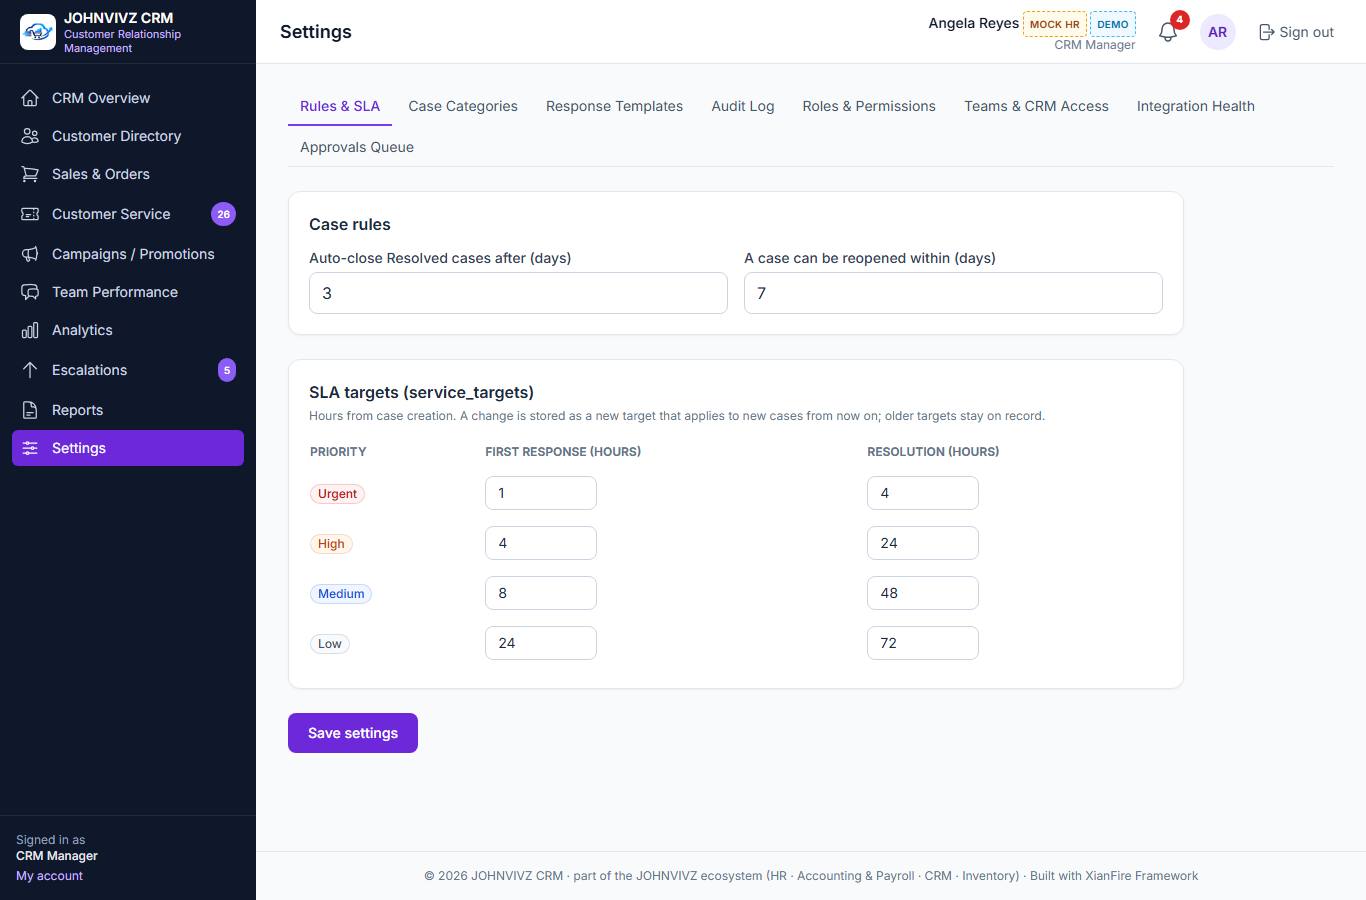 JOHNVIVZ CRM
Customer Relationship
Management
Settings
Angela Reyes MOCK HR DEMO
CRM Manager
4
AR
Sign out
CRM Overview
Customer Directory
Sales & Orders
Customer Service 26
Campaigns / Promotions
Team Performance
Analytics
Escalations 5
Reports
Settings
Signed in as
CRM Manager
My account
Rules & SLA Case Categories Response Templates Audit Log Roles & Permissions Teams & CRM Access Integration Health
Approvals Queue
Case rules
Auto-close Resolved cases after (days) A case can be reopened within (days)
3 7
SLA targets (service_targets)
Hours from case creation. A change is stored as a new target that applies to new cases from now on; older targets stay on record.
PRIORITY FIRST RESPONSE (HOURS) RESOLUTION (HOURS)
Urgent 1 4
High 4 24
Medium 8 48
Low 24 72
Save settings
© 2026 JOHNVIVZ CRM · part of the JOHNVIVZ ecosystem (HR · Accounting & Payroll · CRM · Inventory) · Built with XianFire Framework